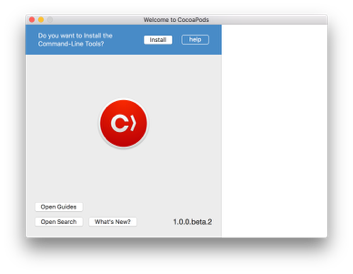 Welcome to CocoaPods
Do you want to Install the
Command-Line Tools?
Install
help
C
Open Guides
Open Search
What's New?
1.0.0.beta.2